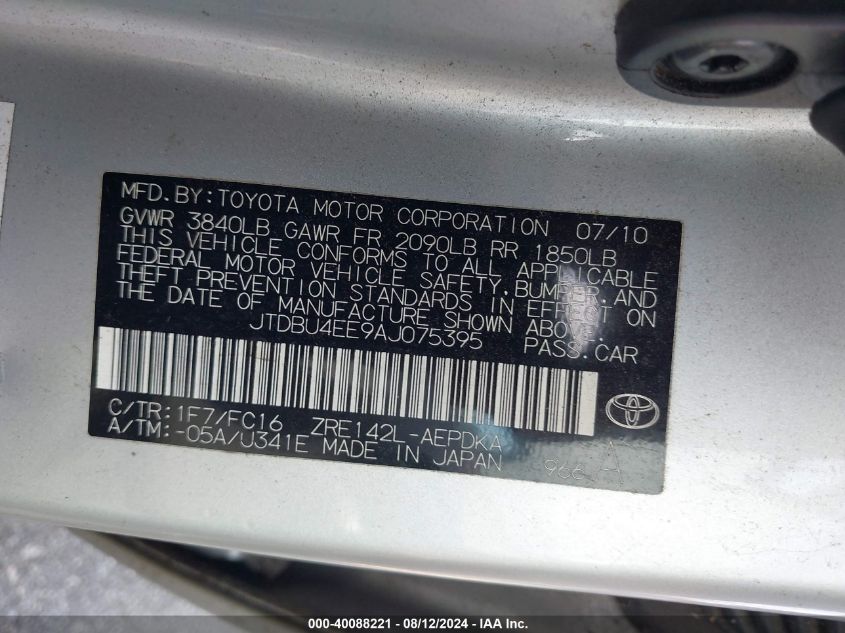 MFD.BY:TOYOTA MOTOR CORPORATION 07/10
GVWR 3840LB GAWR FR 2090LB RR 1850LB
THIS VEHICLE CONFORMS TO ALL APPLICABLE
FEDERAL MOTOR VEHICLE SAFETY,BUMPER,AND
THEFT PREVENTION STANDARDS IN EFFECT ON
THE DATE OF MANUFACTURE SHOWN ABOVE.
JTDBU4EE9AJ075395 PASS.CAR
C/TR:1F7/FC16 ZRE142L-AEPDKA
A/TM:-05A/U341E MADE IN JAPAN 966 A
000-40088221 - 08/12/2024 - IAA Inc.